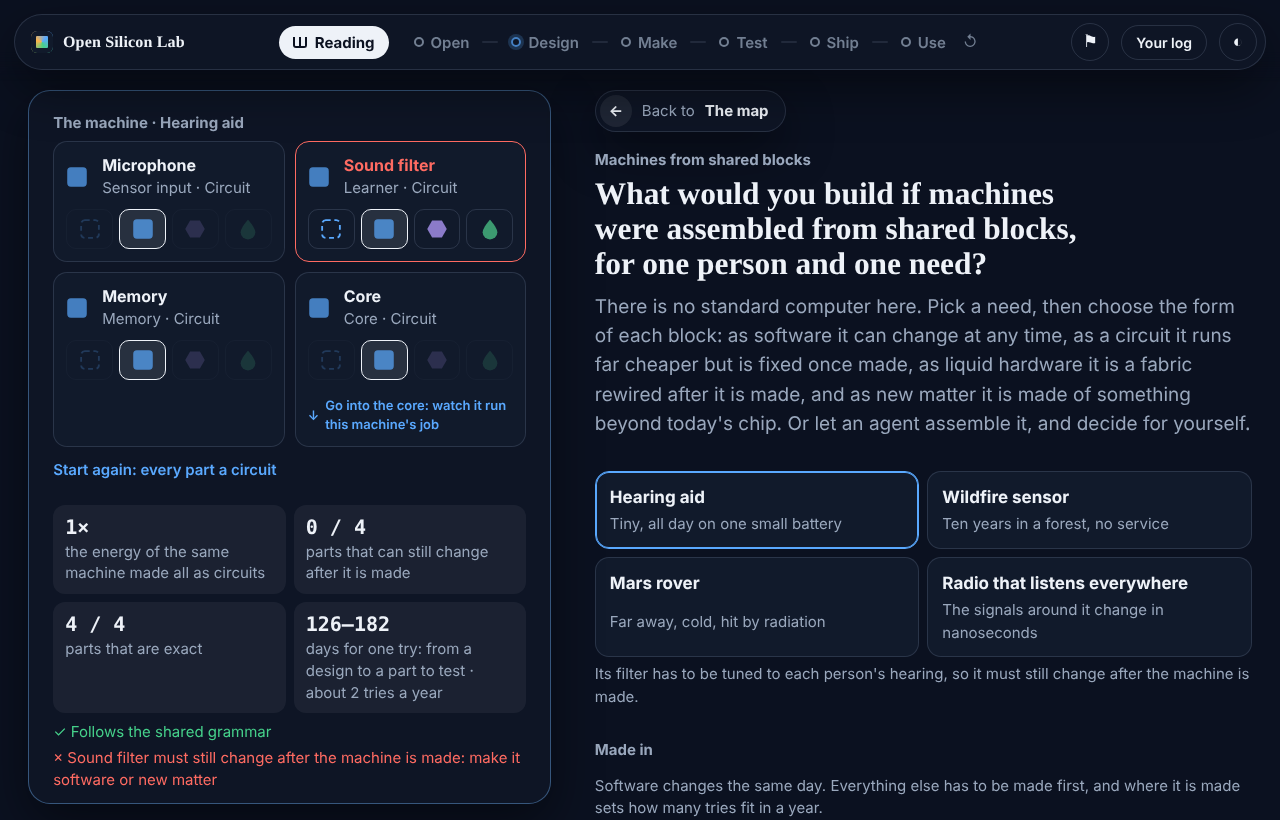 Open Silicon Lab
Reading
Open
Design
Make
Test
Ship
Use
Your log
The machine · Hearing aid
Microphone
Sensor input · Circuit
Sound filter
Learner · Circuit
Memory
Memory · Circuit
Core
Core · Circuit
Go into the core: watch it run
this machine's job
Start again: every part a circuit
1×
the energy of the same
machine made all as circuits
0 / 4
parts that can still change
after it is made
4 / 4
parts that are exact
126–182
days for one try: from a
design to a part to test ·
about 2 tries a year
✓ Follows the shared grammar
× Sound filter must still change after the machine is made: make it
software or new matter
Back to The map
Machines from shared blocks
What would you build if machines
were assembled from shared blocks,
for one person and one need?
There is no standard computer here. Pick a need, then choose the form
of each block: as software it can change at any time, as a circuit it runs
far cheaper but is fixed once made, as liquid hardware it is a fabric
rewired after it is made, and as new matter it is made of something
beyond today's chip. Or let an agent assemble it, and decide for yourself.
Hearing aid
Tiny, all day on one small battery
Wildfire sensor
Ten years in a forest, no service
Mars rover
Far away, cold, hit by radiation
Radio that listens everywhere
The signals around it change in
nanoseconds
Its filter has to be tuned to each person's hearing, so it must still change after the machine is
made.
Made in
Software changes the same day. Everything else has to be made first, and where it is made
sets how many tries fit in a year.